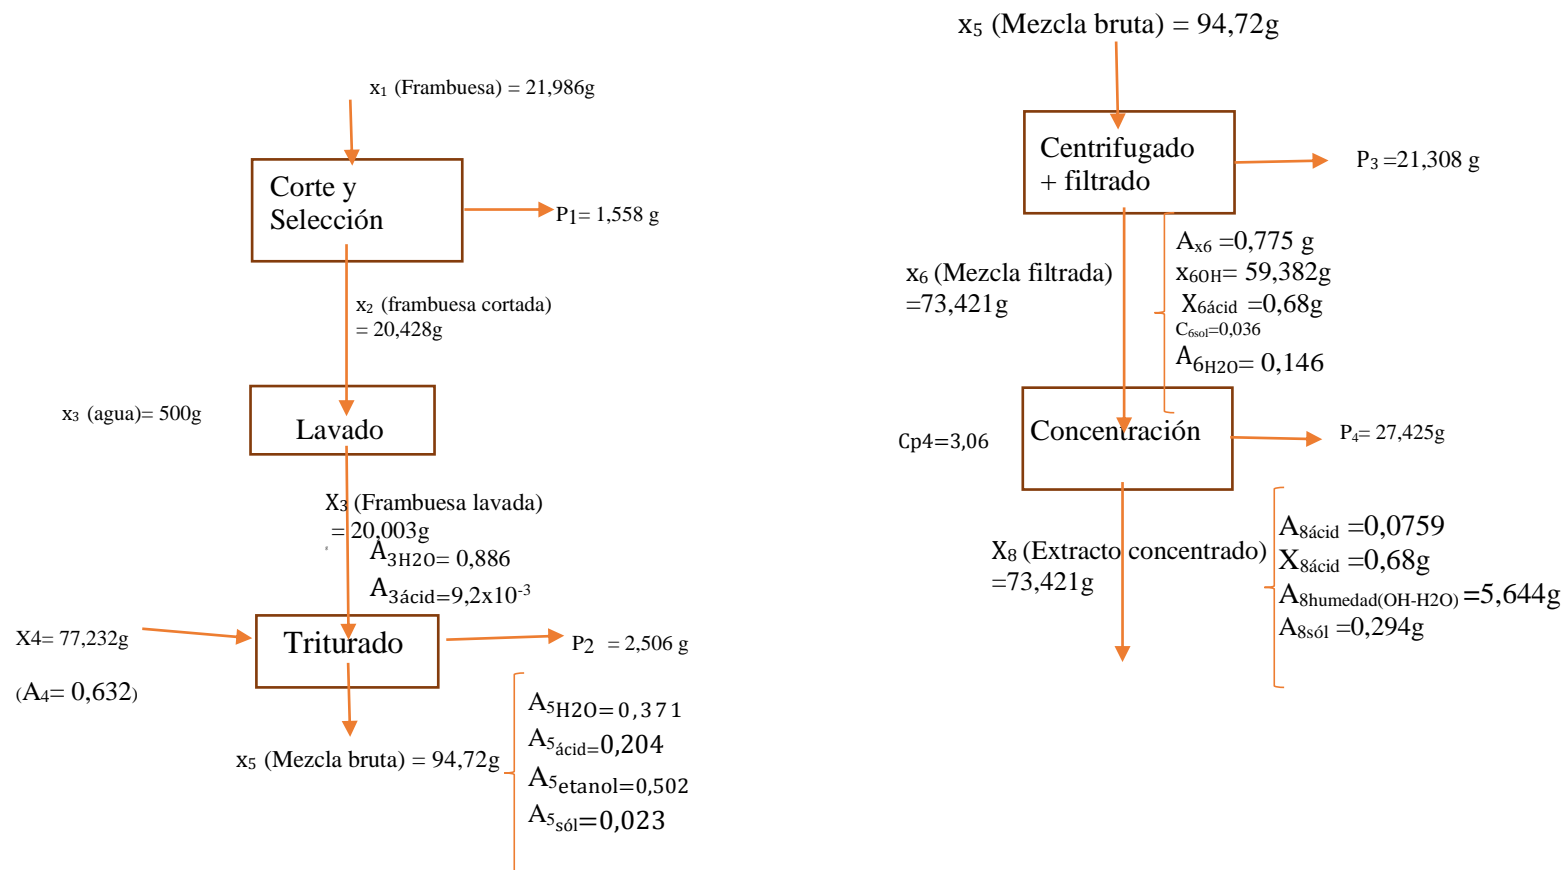 x₁ (Frambuesa) = 21,986g
Corte y
Selección
P1= 1,558 g
x₂ (frambuesa cortada)
= 20,428g
x₃ (agua)= 500g
Lavado
X₃ (Frambuesa lavada)
= 20,003g
A₃H2O= 0,886
A₃ácid=9,2x10⁻³
X4= 77,232g
(A₄= 0,632)
Triturado
P₂ = 2,506 g
x₅ (Mezcla bruta) = 94,72g
A₅H2O=0,371
A₅ácid=0,204
A₅etanol=0,502
A₅sól=0,023
x₅ (Mezcla bruta) = 94,72g
Centrifugado
+ filtrado
P₃ =21,308 g
x₆ (Mezcla filtrada)
=73,421g
Aₓ₆ =0,775 g
x₆OH= 59,382g
X₆ácid =0,68g
C₆sol=0,036
A₆H2O= 0,146
Cp4=3,06
Concentración
P₄= 27,425g
X₈ (Extracto concentrado)
=73,421g
A₈ácid =0,0759
X₈ácid =0,68g
A₈humedad(OH-H2O) =5,644g
A₈sól =0,294g